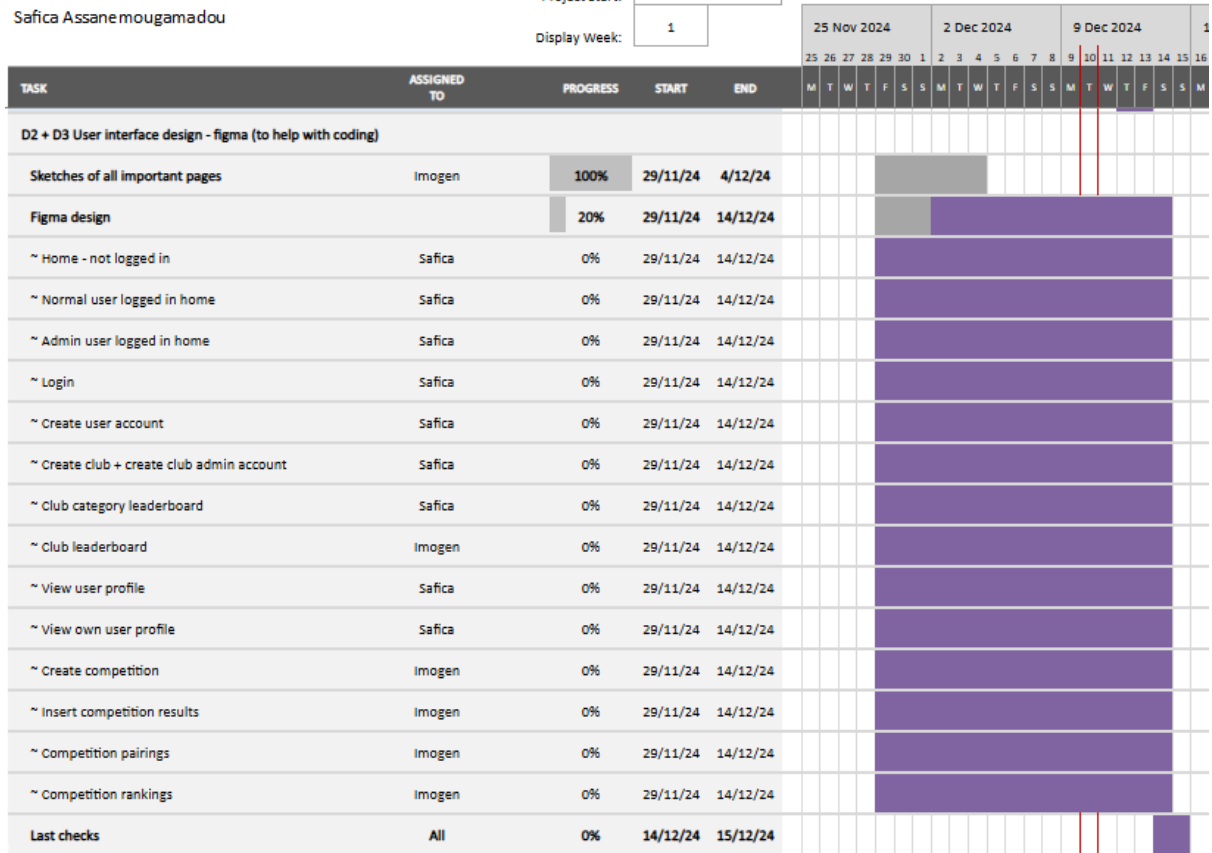 Safica Assanemougamadou
Display Week: 1
25 Nov 2024 2 Dec 2024 9 Dec 2024 1
25 26 27 28 29 30 1 2 3 4 5 6 7 8 9 10 11 12 13 14 15 16
TASK ASSIGNED TO PROGRESS START END M T W T F S S M T W T F S S M T W T F S S M
D2 + D3 User interface design - figma (to help with coding)
Sketches of all important pages Imogen 100% 29/11/24 4/12/24
Figma design 20% 29/11/24 14/12/24
~ Home - not logged in Safica 0% 29/11/24 14/12/24
~ Normal user logged in home Safica 0% 29/11/24 14/12/24
~ Admin user logged in home Safica 0% 29/11/24 14/12/24
~ Login Safica 0% 29/11/24 14/12/24
~ Create user account Safica 0% 29/11/24 14/12/24
~ Create club + create club admin account Safica 0% 29/11/24 14/12/24
~ Club category leaderboard Safica 0% 29/11/24 14/12/24
~ Club leaderboard Imogen 0% 29/11/24 14/12/24
~ View user profile Safica 0% 29/11/24 14/12/24
~ View own user profile Safica 0% 29/11/24 14/12/24
~ Create competition Imogen 0% 29/11/24 14/12/24
~ Insert competition results Imogen 0% 29/11/24 14/12/24
~ Competition pairings Imogen 0% 29/11/24 14/12/24
~ Competition rankings Imogen 0% 29/11/24 14/12/24
Last checks All 0% 14/12/24 15/12/24